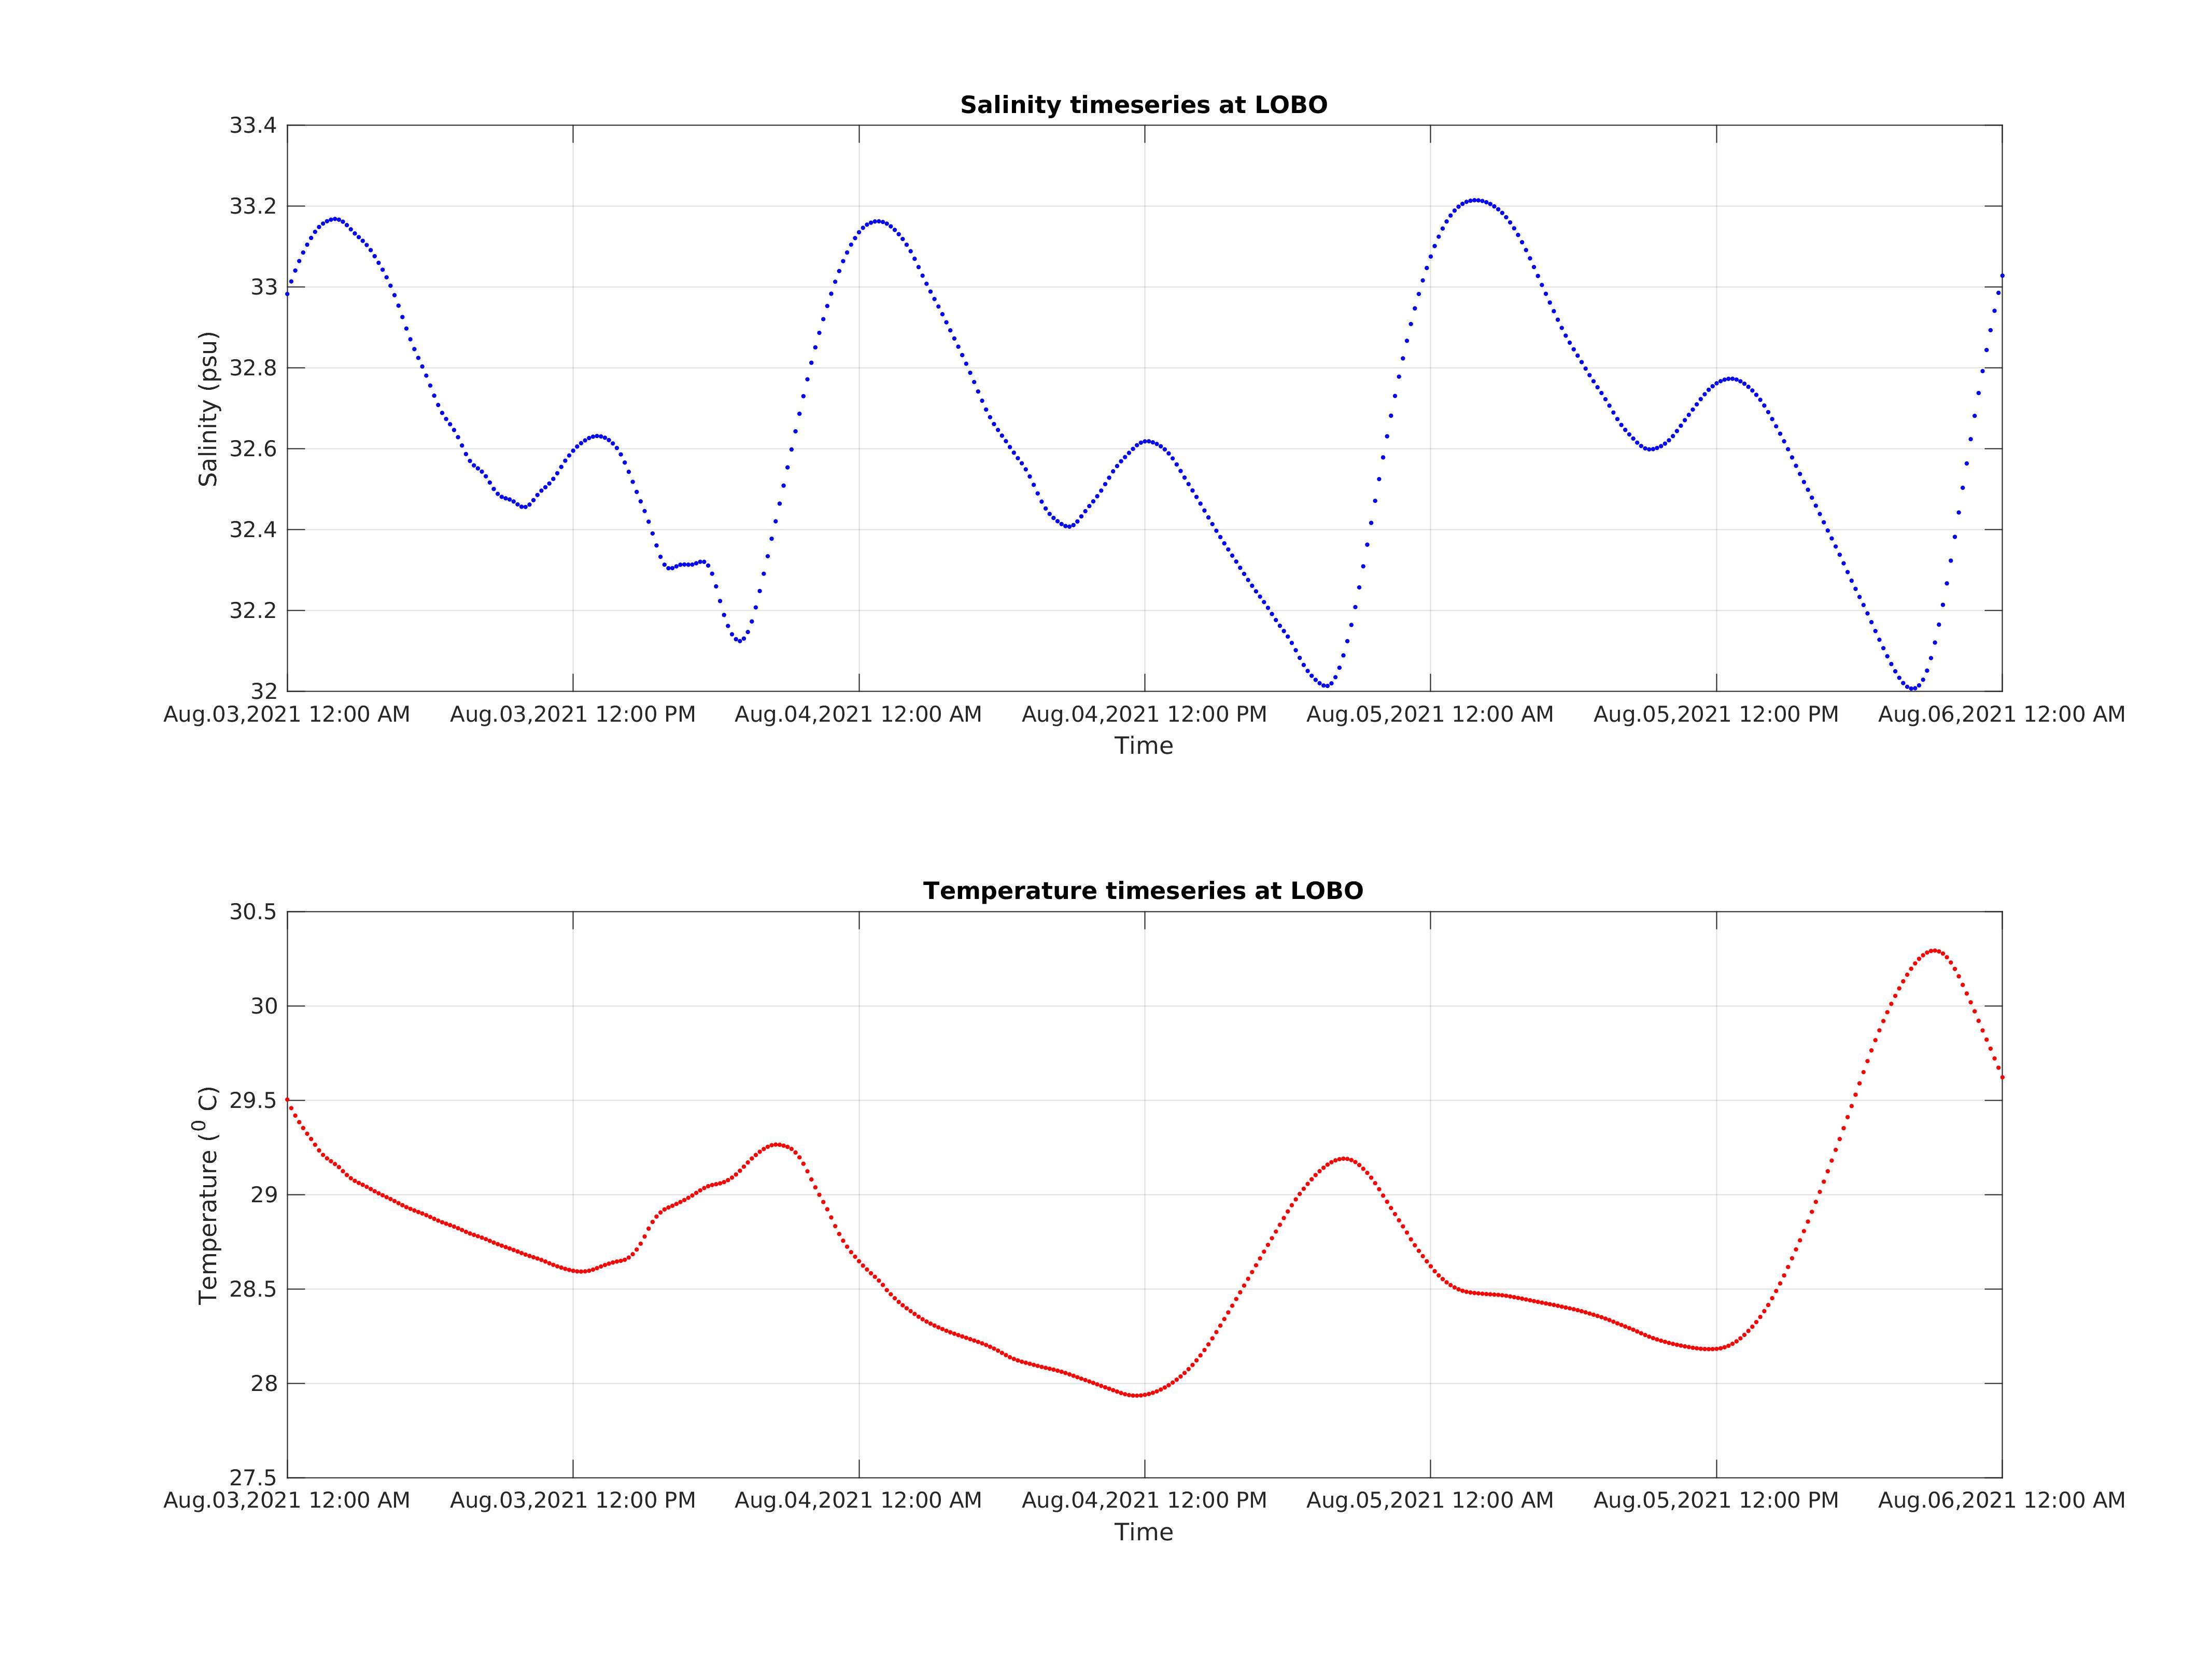 Salinity timeseries at LOBO
33.4
33.2
33
32.8
32.6
32.4
32.2
32
Salinity (psu)
Aug.03,2021 12:00 AM Aug.03,2021 12:00 PM Aug.04,2021 12:00 AM Aug.04,2021 12:00 PM Aug.05,2021 12:00 AM Aug.05,2021 12:00 PM Aug.06,2021 12:00 AM
Time
Temperature timeseries at LOBO
30.5
30
29.5
29
28.5
28
27.5
Temperature (⁰ C)
Aug.03,2021 12:00 AM Aug.03,2021 12:00 PM Aug.04,2021 12:00 AM Aug.04,2021 12:00 PM Aug.05,2021 12:00 AM Aug.05,2021 12:00 PM Aug.06,2021 12:00 AM
Time